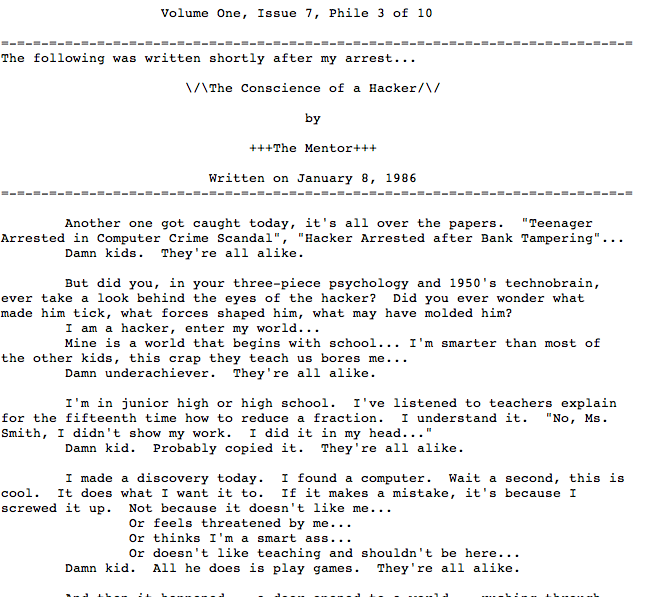 Volume One, Issue 7, Phile 3 of 10
=-=-=-=-=-=-=-=-=-=-=-=-=-=-=-=-=-=-=-=-=-=-=-=-=-=-=-=-=-=-=-=-=-=-=-=-=-=-=-=
The following was written shortly after my arrest...
\/\The Conscience of a Hacker/\/
by
+++The Mentor+++
Written on January 8, 1986
=-=-=-=-=-=-=-=-=-=-=-=-=-=-=-=-=-=-=-=-=-=-=-=-=-=-=-=-=-=-=-=-=-=-=-=-=-=-=-=
Another one got caught today, it's all over the papers.  "Teenager
Arrested in Computer Crime Scandal", "Hacker Arrested after Bank Tampering"...
Damn kids.  They're all alike.
But did you, in your three-piece psychology and 1950's technobrain,
ever take a look behind the eyes of the hacker?  Did you ever wonder what
made him tick, what forces shaped him, what may have molded him?
I am a hacker, enter my world...
Mine is a world that begins with school... I'm smarter than most of
the other kids, this crap they teach us bores me...
Damn underachiever.  They're all alike.
I'm in junior high or high school.  I've listened to teachers explain
for the fifteenth time how to reduce a fraction.  I understand it.  "No, Ms.
Smith, I didn't show my work.  I did it in my head..."
Damn kid.  Probably copied it.  They're all alike.
I made a discovery today.  I found a computer.  Wait a second, this is
cool.  It does what I want it to.  If it makes a mistake, it's because I
screwed it up.  Not because it doesn't like me...
Or feels threatened by me...
Or thinks I'm a smart ass...
Or doesn't like teaching and shouldn't be here...
Damn kid.  All he does is play games.  They're all alike.
And then it happened... a door opened to a world... rushing through